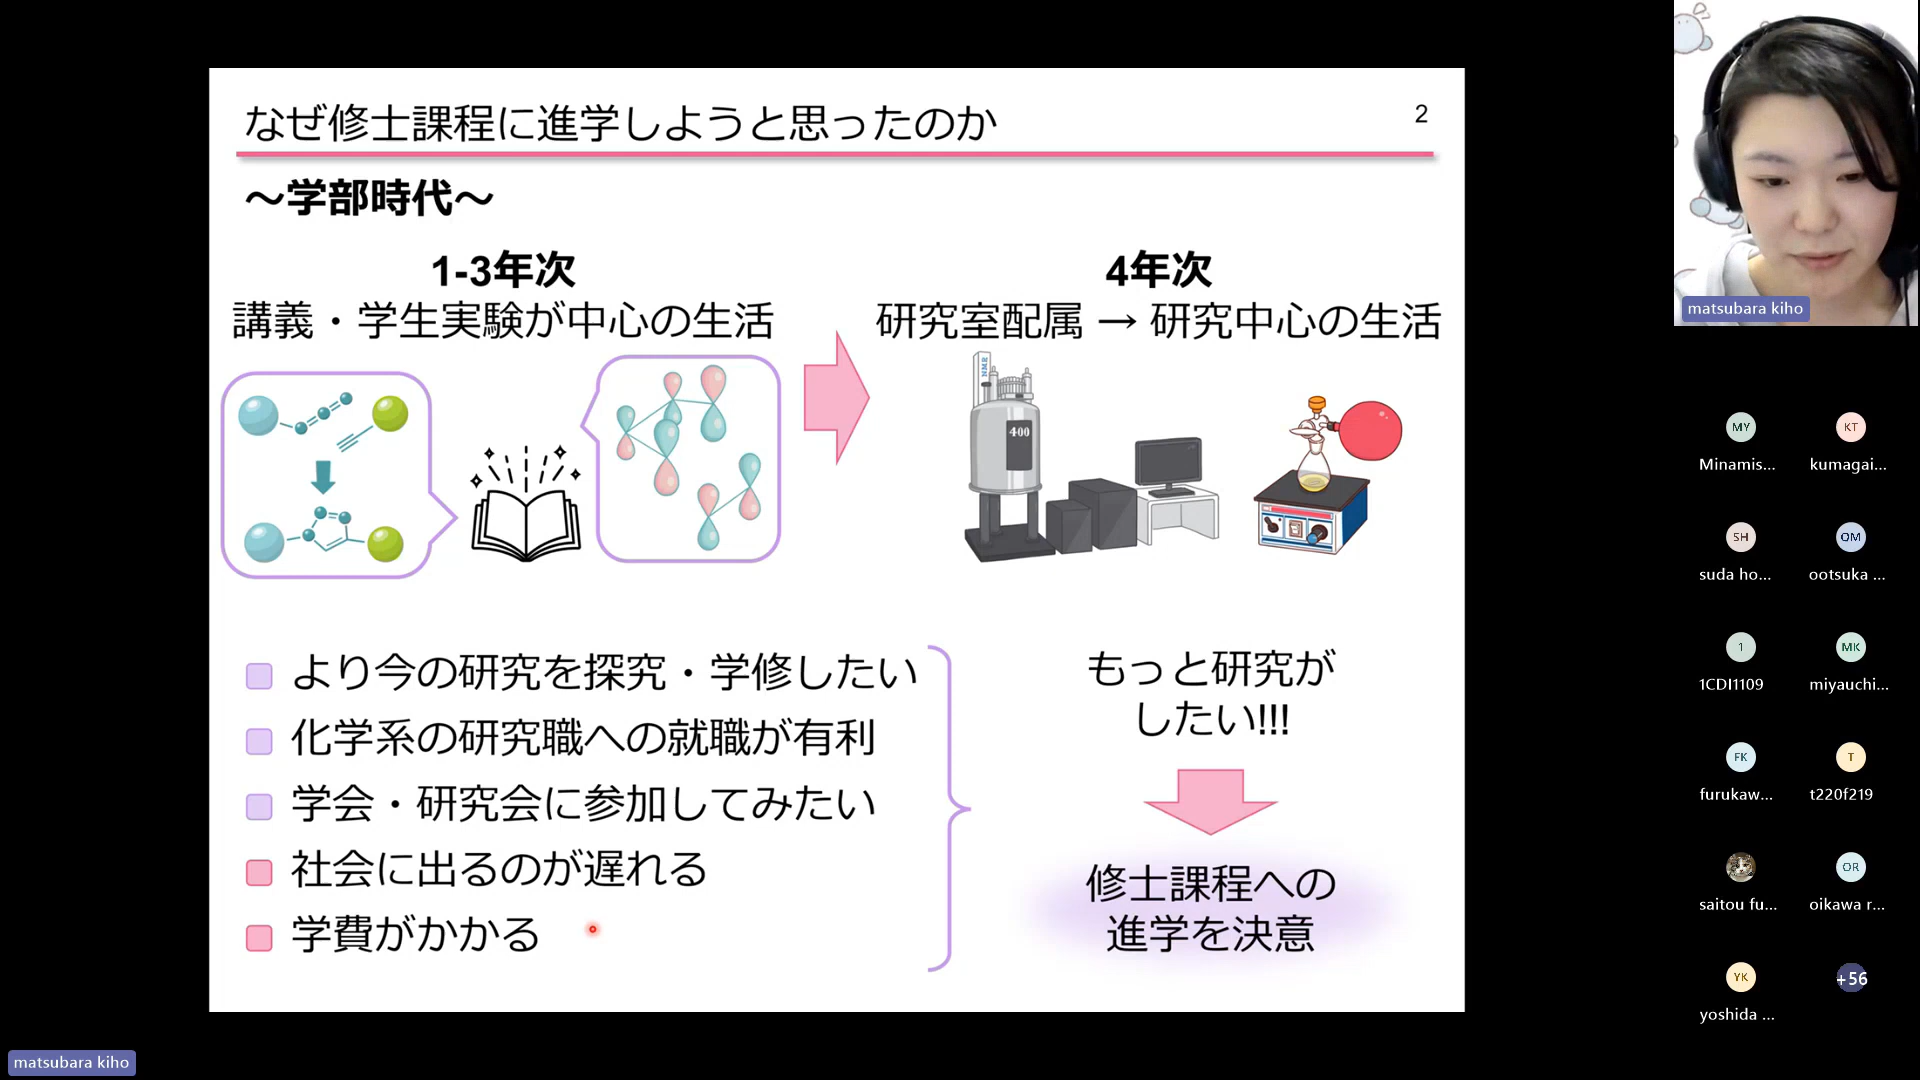 なぜ修士課程に進学しようと思ったのか
2
~学部時代~
1-3年次
講義・学生実験が中心の生活
4年次
研究室配属 → 研究中心の生活
NMR
400
より今の研究を探究・学修したい
化学系の研究職への就職が有利
学会・研究会に参加してみたい
社会に出るのが遅れる
学費がかかる
もっと研究が
したい!!!
修士課程への
進学を決意
matsubara kiho
MY
Minamis...
KT
kumagai...
SH
suda ho...
OM
ootsuka ...
1
1CDI1109
MK
miyauchi...
FK
furukaw...
T
t220f219
saitou fu...
OR
oikawa r...
YK
yoshida ...
+56
matsubara kiho